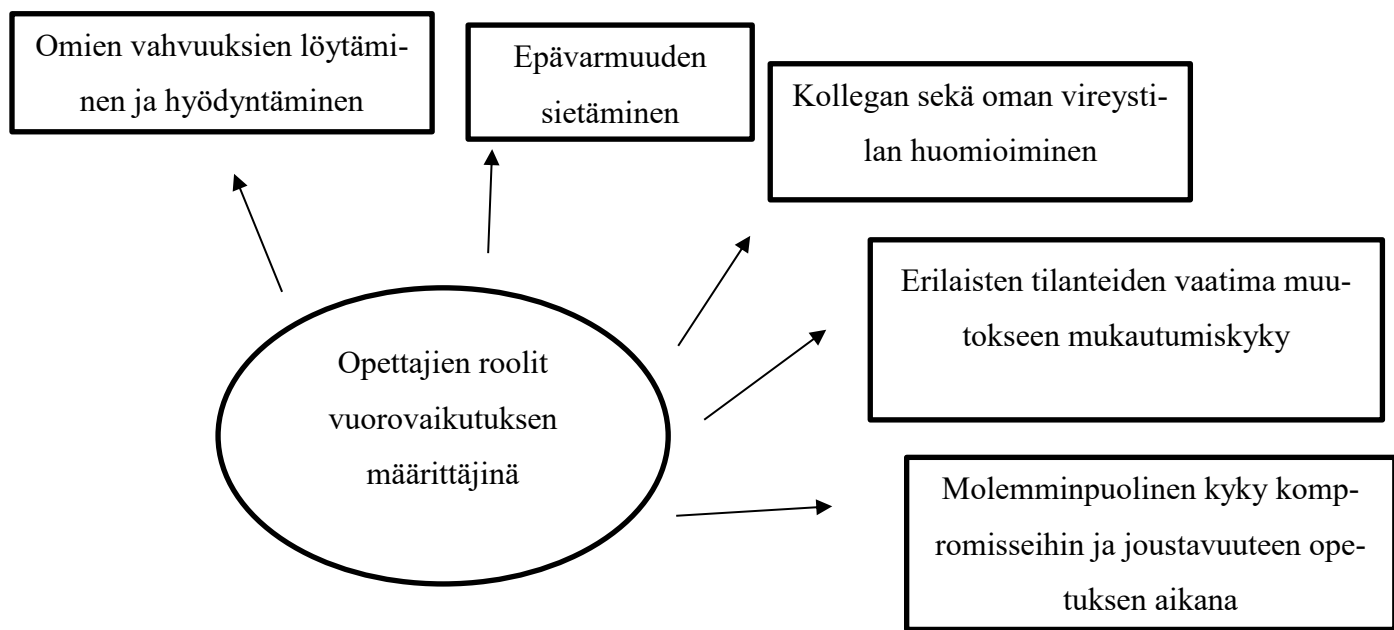 Omien vahvuuksien löytämi-
nen ja hyödyntäminen
Epävarmuuden
sietäminen
Kollegan sekä oman vireysti-
lan huomioiminen
Erilaisten tilanteiden vaatima muu-
tokseen mukautumiskyky
Opettajien roolit
vuorovaikutuksen
määrittäjinä
Molemminpuolinen kyky komp-
romisseihin ja joustavuuteen ope-
tuksen aikana